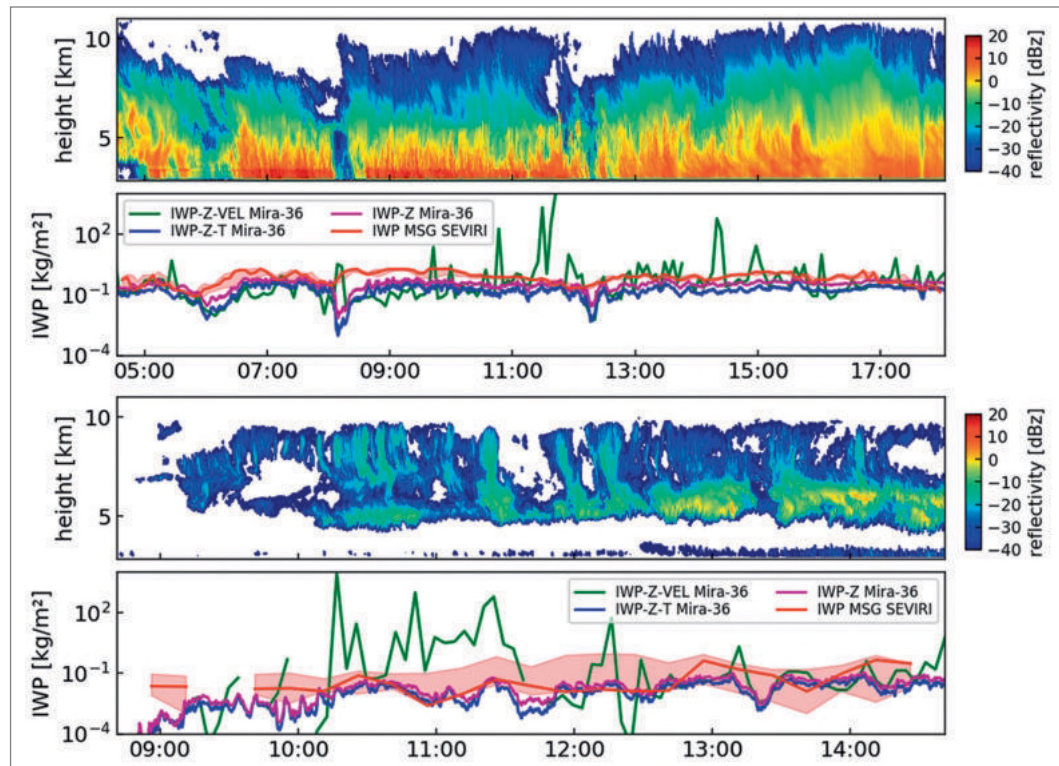 height [km]
10
5
20
10
0
−10
−20
−30
−40
reflectivity [dBz]
IWP [kg/m²]
10²
10⁻¹
10⁻⁴
IWP-Z-VEL Mira-36
IWP-Z Mira-36
IWP-Z-T Mira-36
IWP MSG SEVIRI
05:00 07:00 09:00 11:00 13:00 15:00 17:00
height [km]
10
5
20
10
0
−10
−20
−30
−40
reflectivity [dBz]
IWP [kg/m²]
10²
10⁻¹
10⁻⁴
IWP-Z-VEL Mira-36
IWP-Z Mira-36
IWP-Z-T Mira-36
IWP MSG SEVIRI
09:00 10:00 11:00 12:00 13:00 14:00